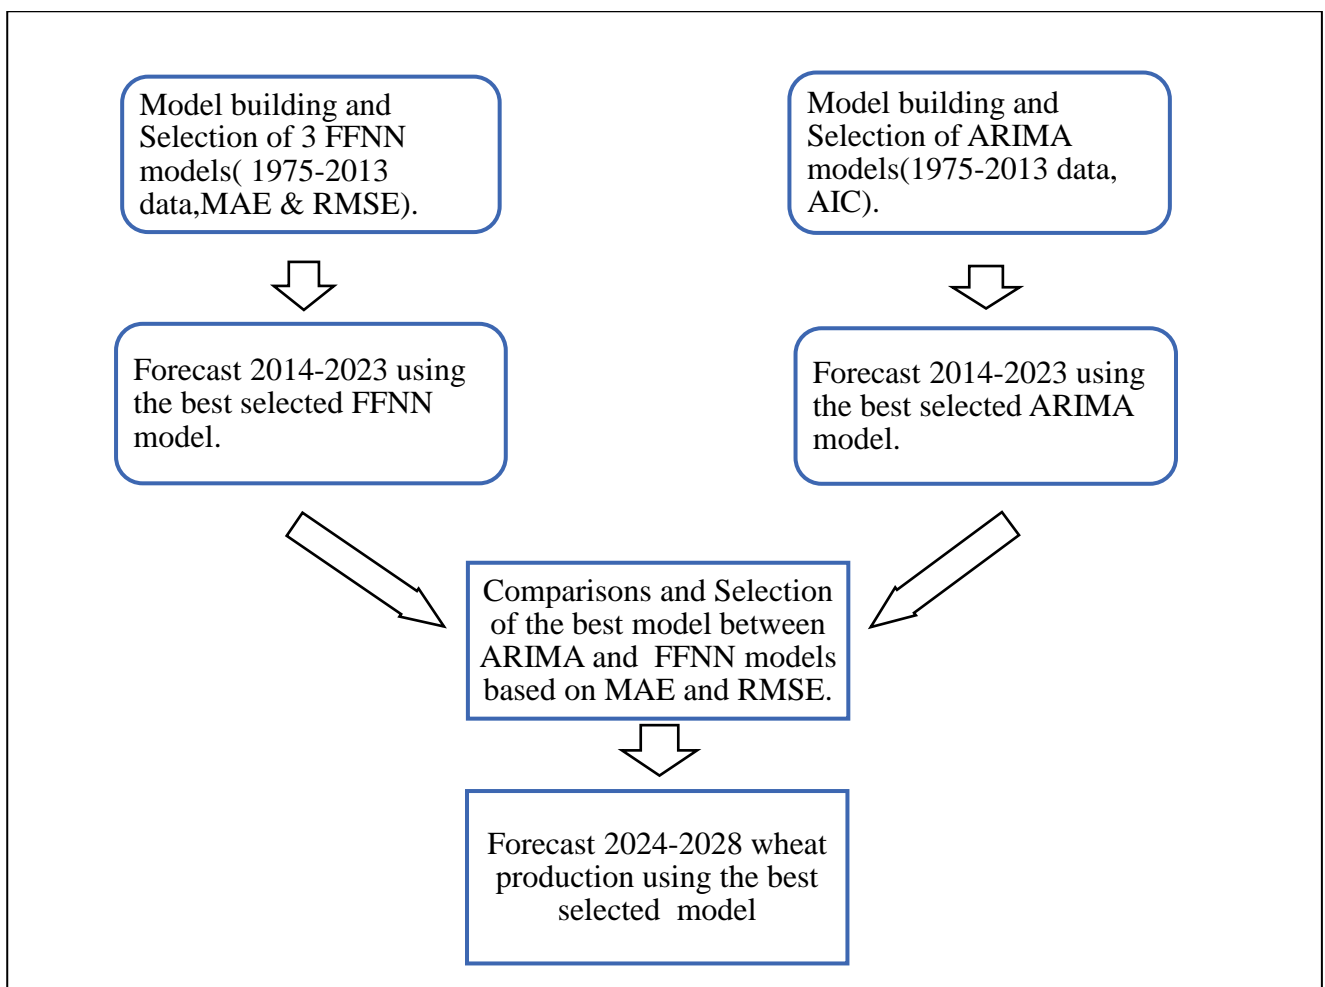 Model building and
Selection of 3 FFNN
models( 1975-2013
data,MAE & RMSE).
Model building and
Selection of ARIMA
models(1975-2013 data,
AIC).
Forecast 2014-2023 using
the best selected FFNN
model.
Forecast 2014-2023 using
the best selected ARIMA
model.
Comparisons and Selection
of the best model between
ARIMA and  FFNN models
based on MAE and RMSE.
Forecast 2024-2028 wheat
production using the best
selected  model